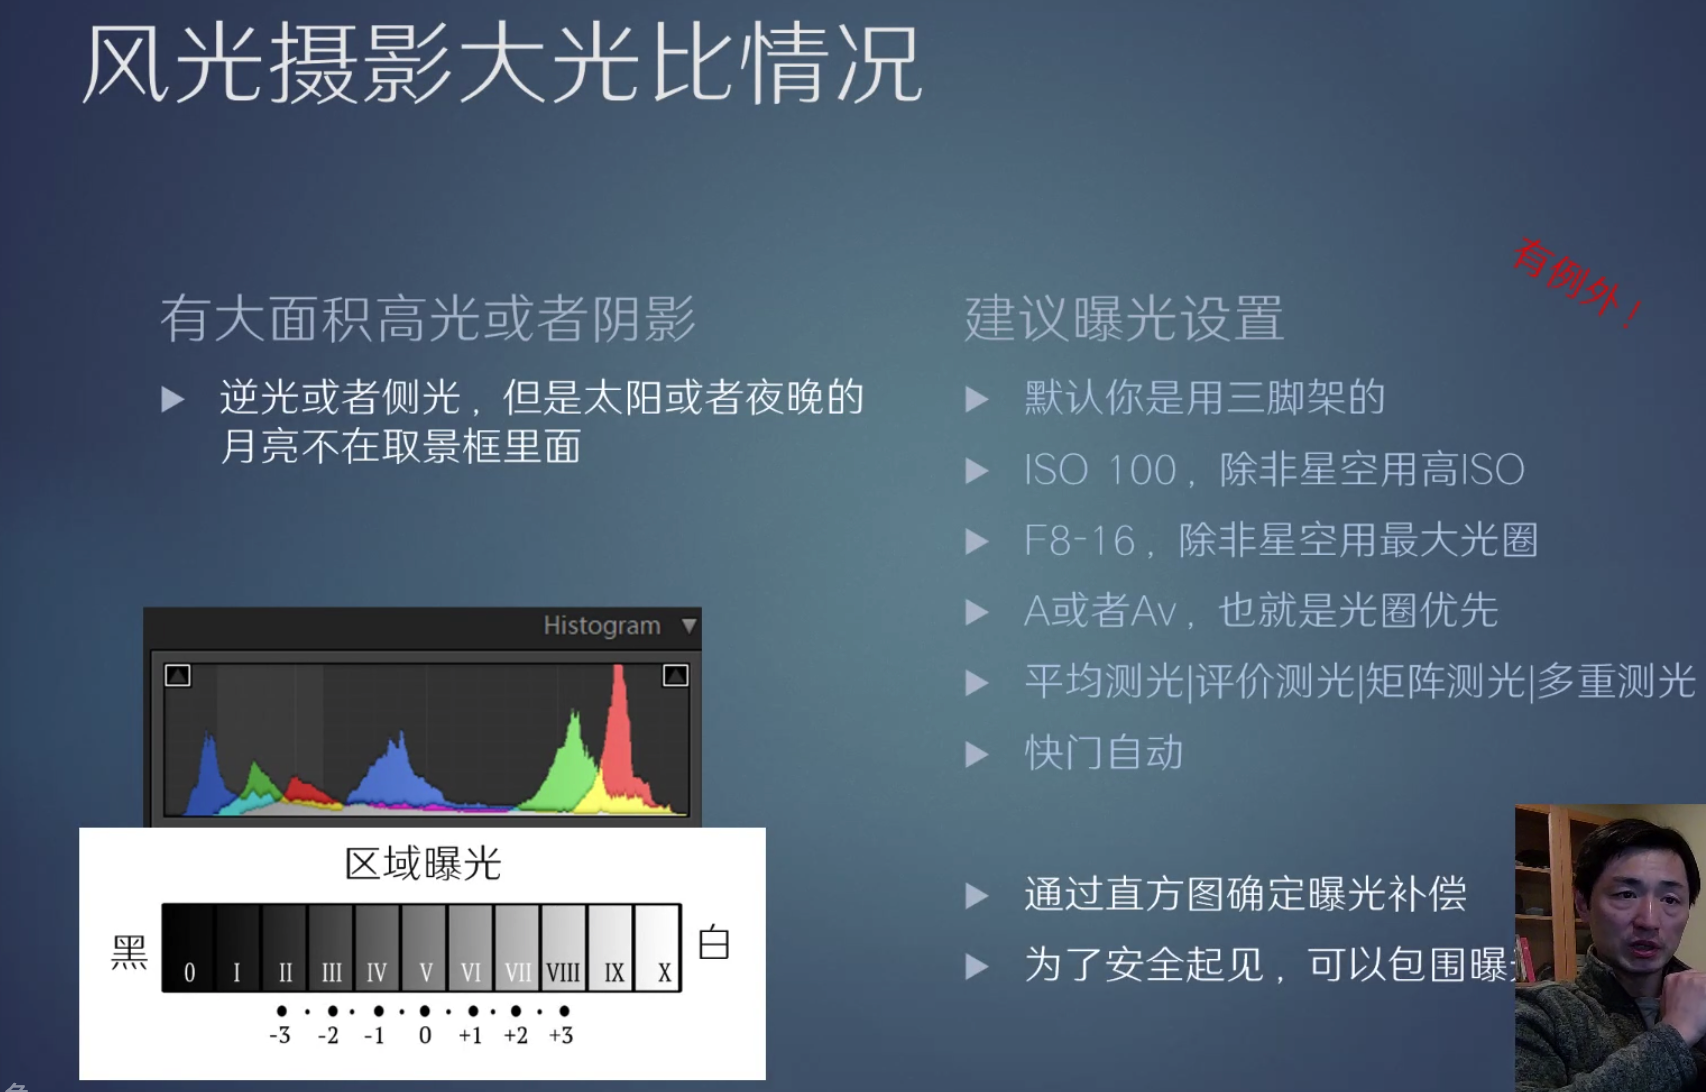 风光摄影大光比情况
有例外！
有大面积高光或者阴影
逆光或者侧光，但是太阳或者夜晚的
月亮不在取景框里面
建议曝光设置
默认你是用三脚架的
ISO 100，除非星空用高ISO
F8-16，除非星空用最大光圈
A或者Av，也就是光圈优先
平均测光|评价测光|矩阵测光|多重测光
快门自动
通过直方图确定曝光补偿
为了安全起见，可以包围曝
Histogram
区域曝光
黑
0 I II III IV V VI VII VIII IX X
白
-3 -2 -1 0 +1 +2 +3